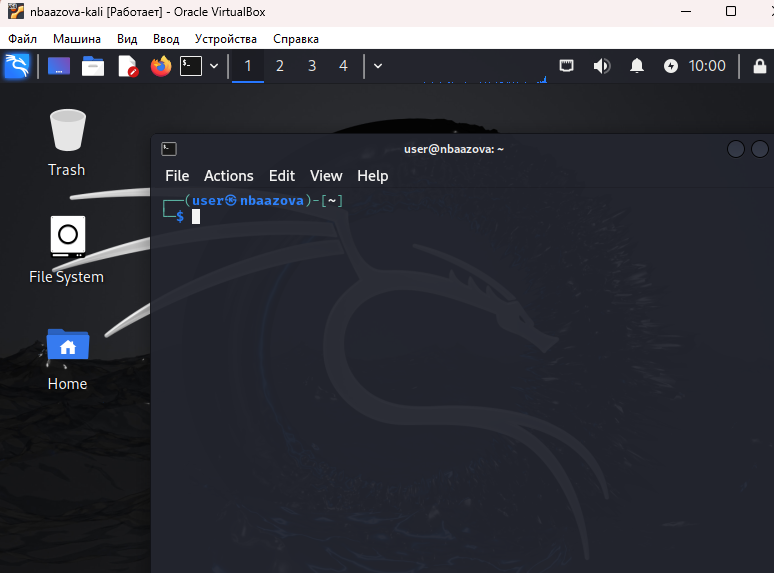 nbaazova-kali [Работает] - Oracle VirtualBox
Файл Машина Вид Ввод Устройства Справка
1 2 3 4 10:00
Trash
File System
Home
user@nbaazova: ~
File Actions Edit View Help
┌──(user㉿nbaazova)-[~]
└─$